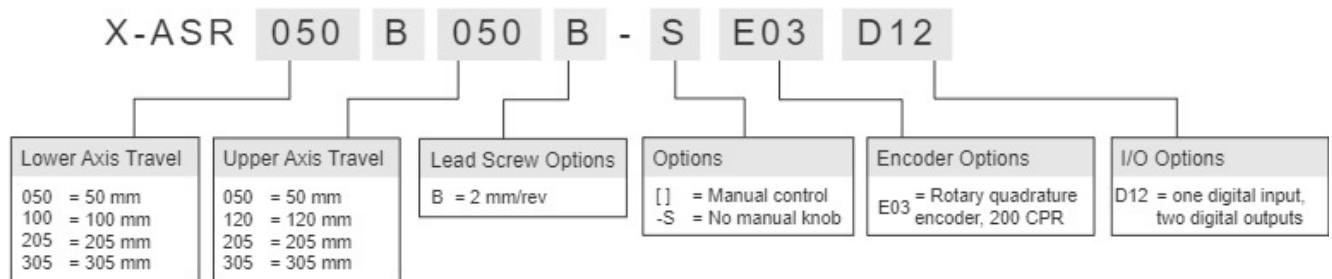 X-ASR 050 B 050 B - S E03 D12
Lower Axis Travel
050 = 50 mm
100 = 100 mm
205 = 205 mm
305 = 305 mm
Upper Axis Travel
050 = 50 mm
120 = 120 mm
205 = 205 mm
305 = 305 mm
Lead Screw Options
B = 2 mm/rev
Options
[ ] = Manual control
-S = No manual knob
Encoder Options
E03 = Rotary quadrature
encoder, 200 CPR
I/O Options
D12 = one digital input,
two digital outputs